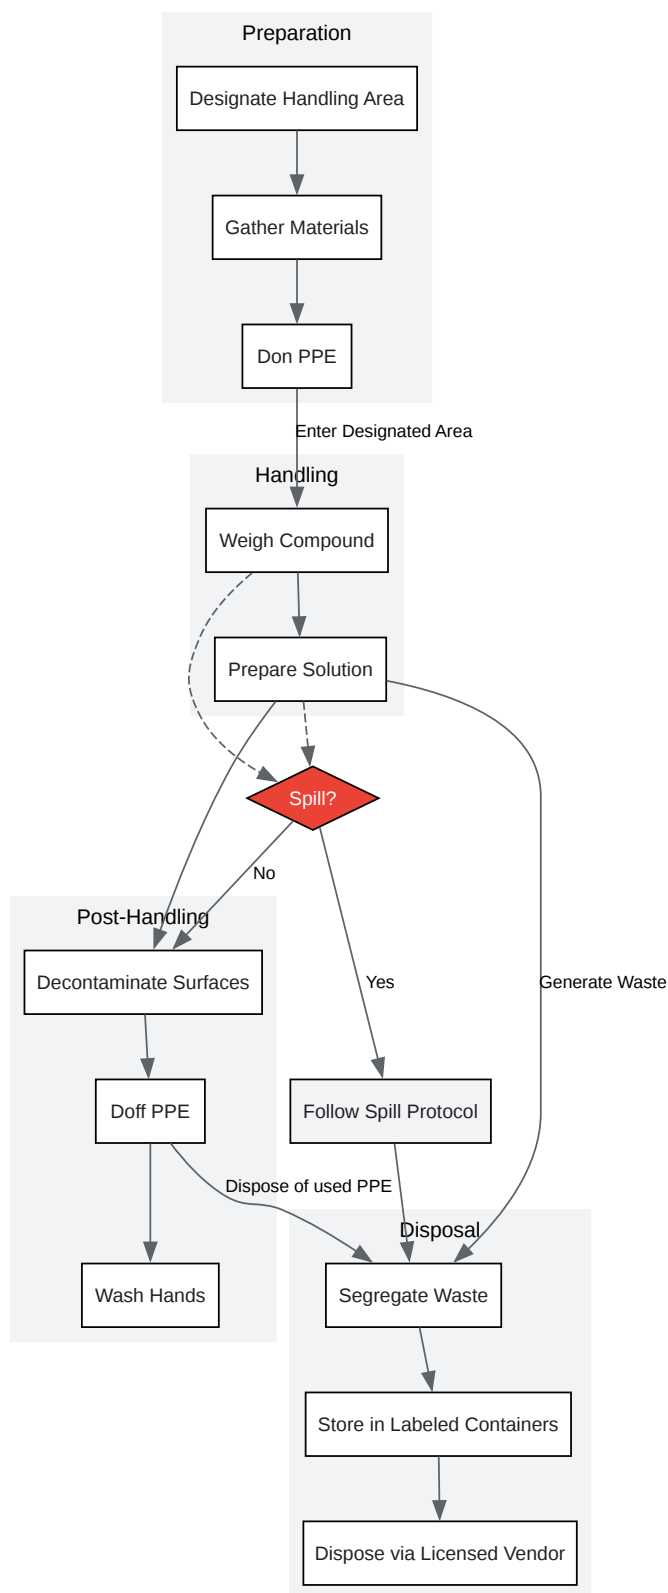 Preparation
Designate Handling Area
Gather Materials
Don PPE
Enter Designated Area
Handling
Weigh Compound
Prepare Solution
Spill?
No
Post-Handling
Decontaminate Surfaces
Yes
Generate Waste
Doff PPE
Follow Spill Protocol
Dispose of used PPE
Disposal
Wash Hands
Segregate Waste
Store in Labeled Containers
Dispose via Licensed Vendor